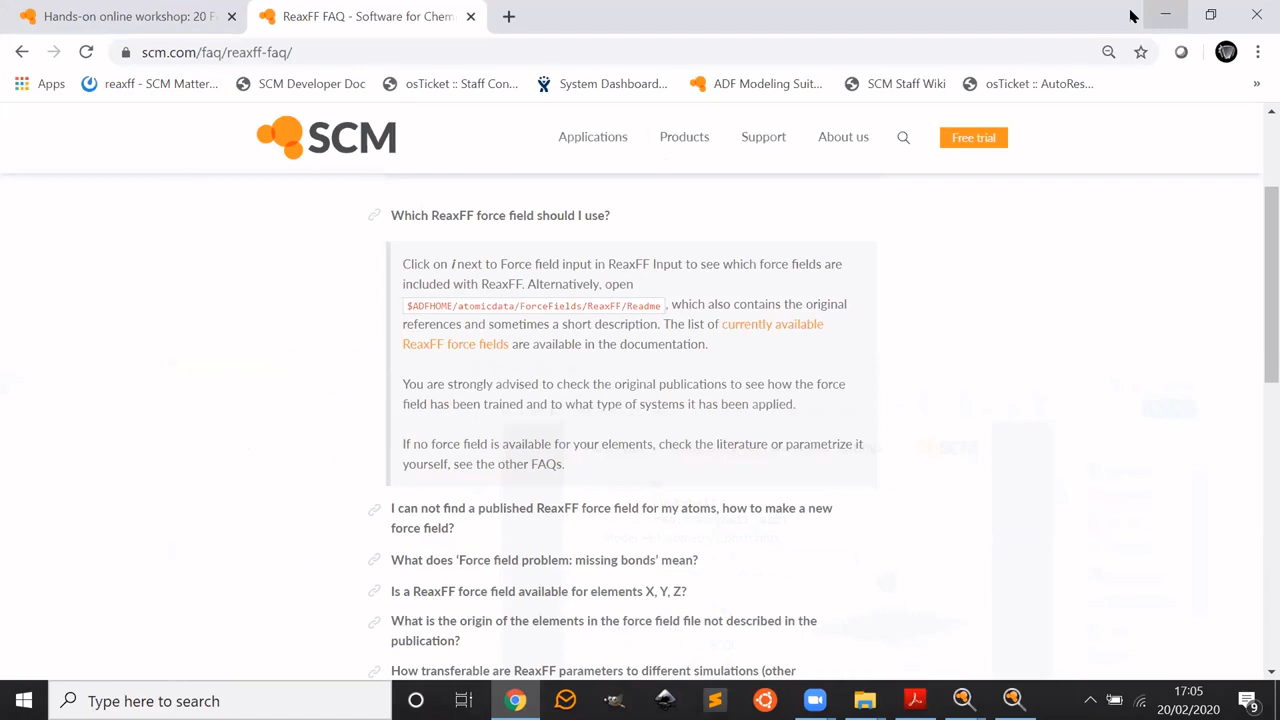 Hands-on online workshop: 20 F
ReaxFF FAQ - Software for Chem
scm.com/faq/reaxff-faq/
Apps
reaxff - SCM Matter...
SCM Developer Doc
osTicket :: Staff Con...
System Dashboard...
ADF Modeling Suit...
SCM Staff Wiki
osTicket :: AutoRes...
»
SCM
Applications
Products
Support
About us
Free trial
Which ReaxFF force field should I use?
Click on i next to Force field input in ReaxFF Input to see which force fields are
included with ReaxFF. Alternatively, open
$ADFHOME/atomicdata/ForceFields/ReaxFF/Readme, which also contains the original
references and sometimes a short description. The list of currently available
ReaxFF force fields are available in the documentation.
You are strongly advised to check the original publications to see how the force
field has been trained and to what type of systems it has been applied.
If no force field is available for your elements, check the literature or parametrize it
yourself, see the other FAQs.
I can not find a published ReaxFF force field for my atoms, how to make a new
force field?
What does ‘Force field problem: missing bonds’ mean?
Is a ReaxFF force field available for elements X, Y, Z?
What is the origin of the elements in the force field file not described in the
publication?
How transferable are ReaxFF parameters to different simulations (other
Type here to search
17:05
20/02/2020
9